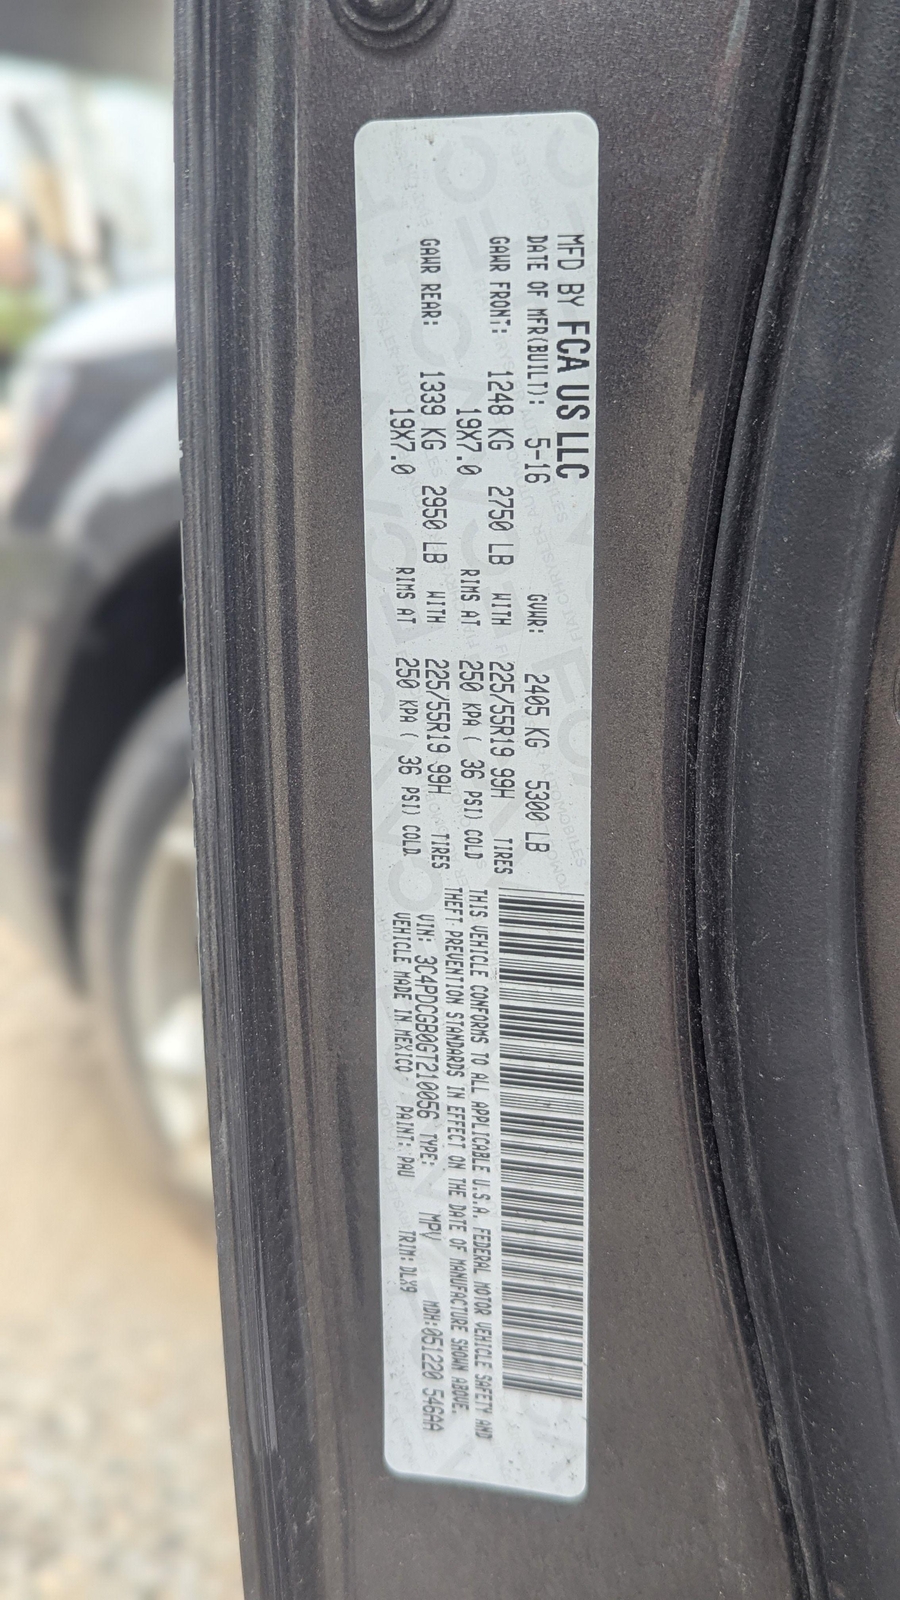 MFD BY FCA US LLC
DATE OF MFR(BUILT): 5-16 GVWR: 2405 KG 5300 LB
GAWR FRONT: 1248 KG 2750 LB WITH 225/55R19 99H TIRES
19X7.0 RIMS AT 250 KPA ( 36 PSI) COLD
GAWR REAR: 1339 KG 2950 LB WITH 225/55R19 99H TIRES
19X7.0 RIMS AT 250 KPA ( 36 PSI) COLD
THIS VEHICLE CONFORMS TO ALL APPLICABLE U.S.A. FEDERAL MOTOR VEHICLE SAFETY AND
THEFT PREVENTION STANDARDS IN EFFECT ON THE DATE OF MANUFACTURE SHOWN ABOVE.
VIN: 3C4PDCGB0GT210056 TYPE: MPV MDH:051220 546AA
VEHICLE MADE IN MEXICO PAINT: PAU TRIM:DLX9